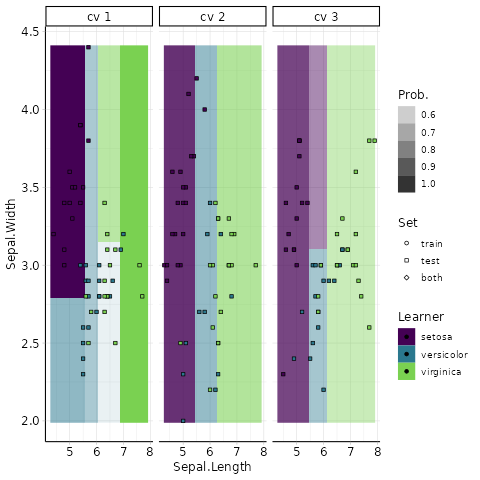 cv 1 cv 2 cv 3
4.5
4.0
3.5
3.0
2.5
2.0
Sepal.Width
5 6 7 8 5 6 7 8 5 6 7 8
Sepal.Length
Prob.
0.6
0.7
0.8
0.9
1.0
Set
train
test
both
Learner
setosa
versicolor
virginica